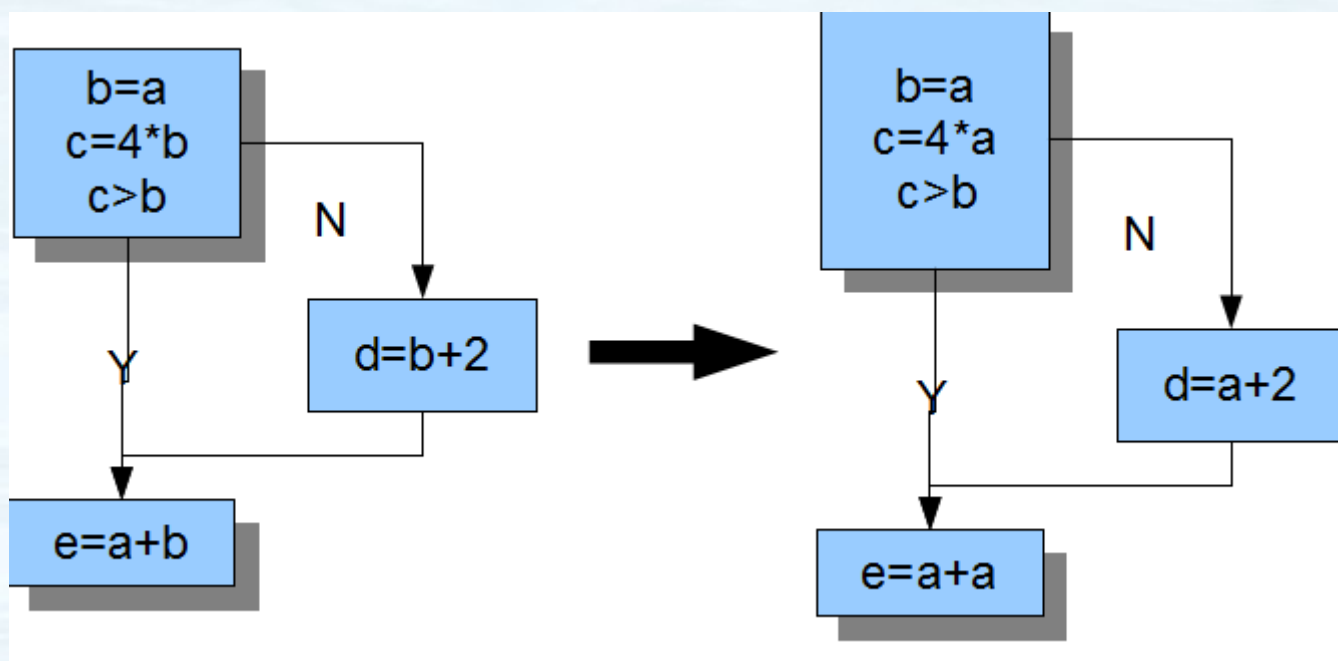 b=a
c=4*b
c>b
N
Y
d=b+2
e=a+b
b=a
c=4*a
c>b
N
Y
d=a+2
e=a+a